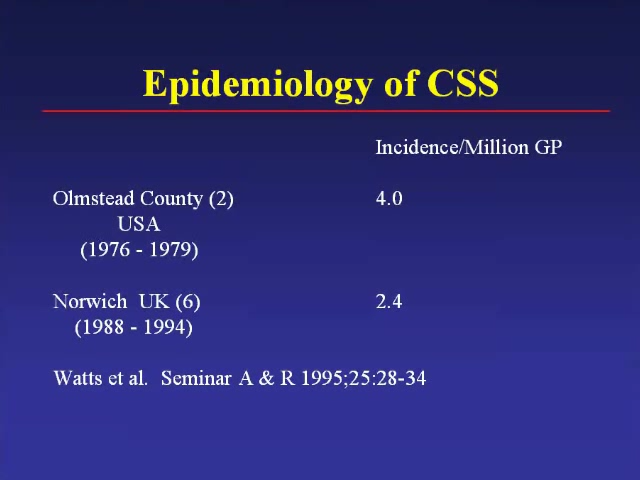 Epidemiology of CSS
Incidence/Million GP
Olmstead County (2) 4.0
USA
(1976 - 1979)
Norwich UK (6) 2.4
(1988 - 1994)
Watts et al. Seminar A & R 1995;25:28-34